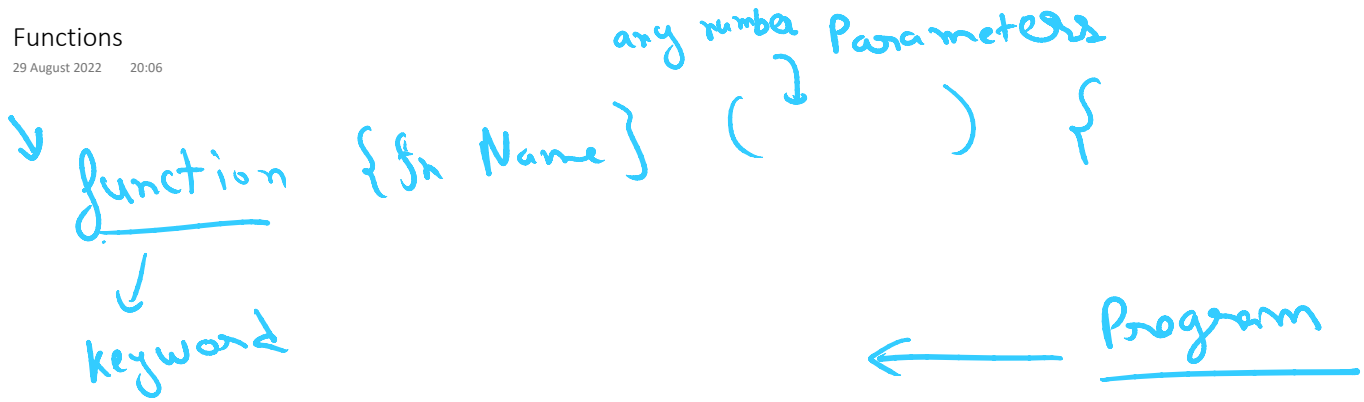 Functions
29 August 2022 20:06
any number Parameters
function {fn Name} ( ) {
keyword
Program